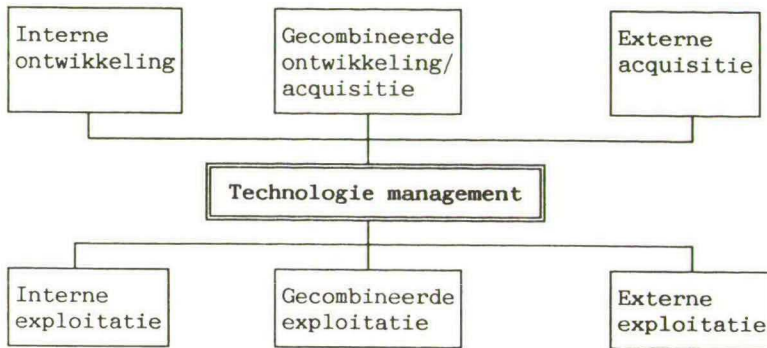 Interne
ontwikkeling
Gecombineerde
ontwikkeling/
acquisitie
Externe
acquisitie
Technologie management
Interne
exploitatie
Gecombineerde
exploitatie
Externe
exploitatie